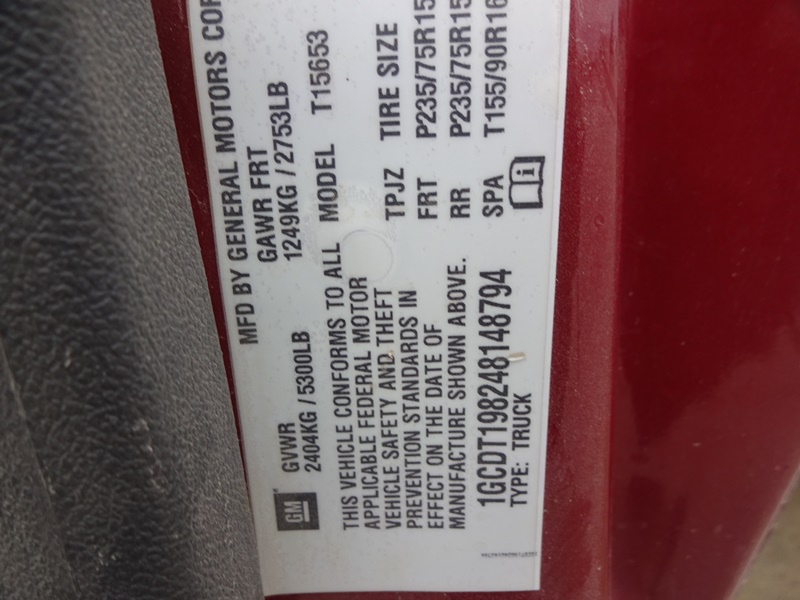 MFD BY GENERAL MOTORS COR
GVWR
2404KG / 5300LB
GAWR FRT
1249KG / 2753LB
THIS VEHICLE CONFORMS TO ALL
APPLICABLE FEDERAL MOTOR
VEHICLE SAFETY AND THEFT
PREVENTION STANDARDS IN
EFFECT ON THE DATE OF
MANUFACTURE SHOWN ABOVE.
1GCDT198248148794
TYPE: TRUCK
GM
MODEL T15653
TPJZ TIRE SIZE
FRT P235/75R15
RR P235/75R15
SPA T155/90R16